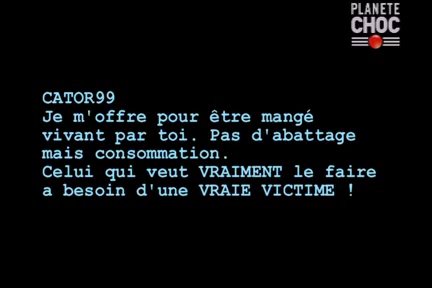 PLANETE
CHOC
CATOR99
Je m'offre pour être mangé
vivant par toi. Pas d'abattage
mais consommation.
Celui qui veut VRAIMENT le faire
a besoin d'une VRAIE VICTIME !